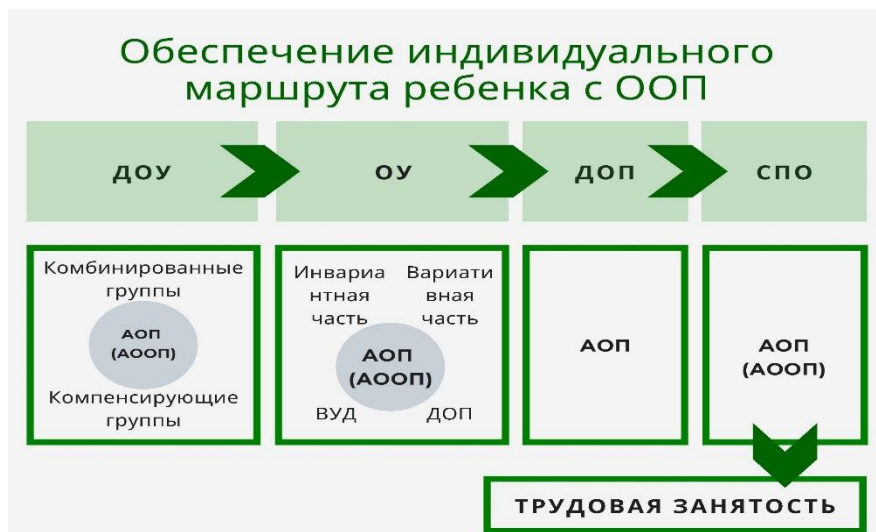 Обеспечение индивидуального
маршрута ребенка с ООП
ДОУ
ОУ
ДОП
СПО
Комбинированные
группы
АОП
(АООП)
Компенсирующие
группы
Инвариа
нтная
часть
Вариати
вная
часть
АОП
(АООП)
ВУД
ДОП
АОП
АОП
(АООП)
ТРУДОВАЯ ЗАНЯТОСТЬ